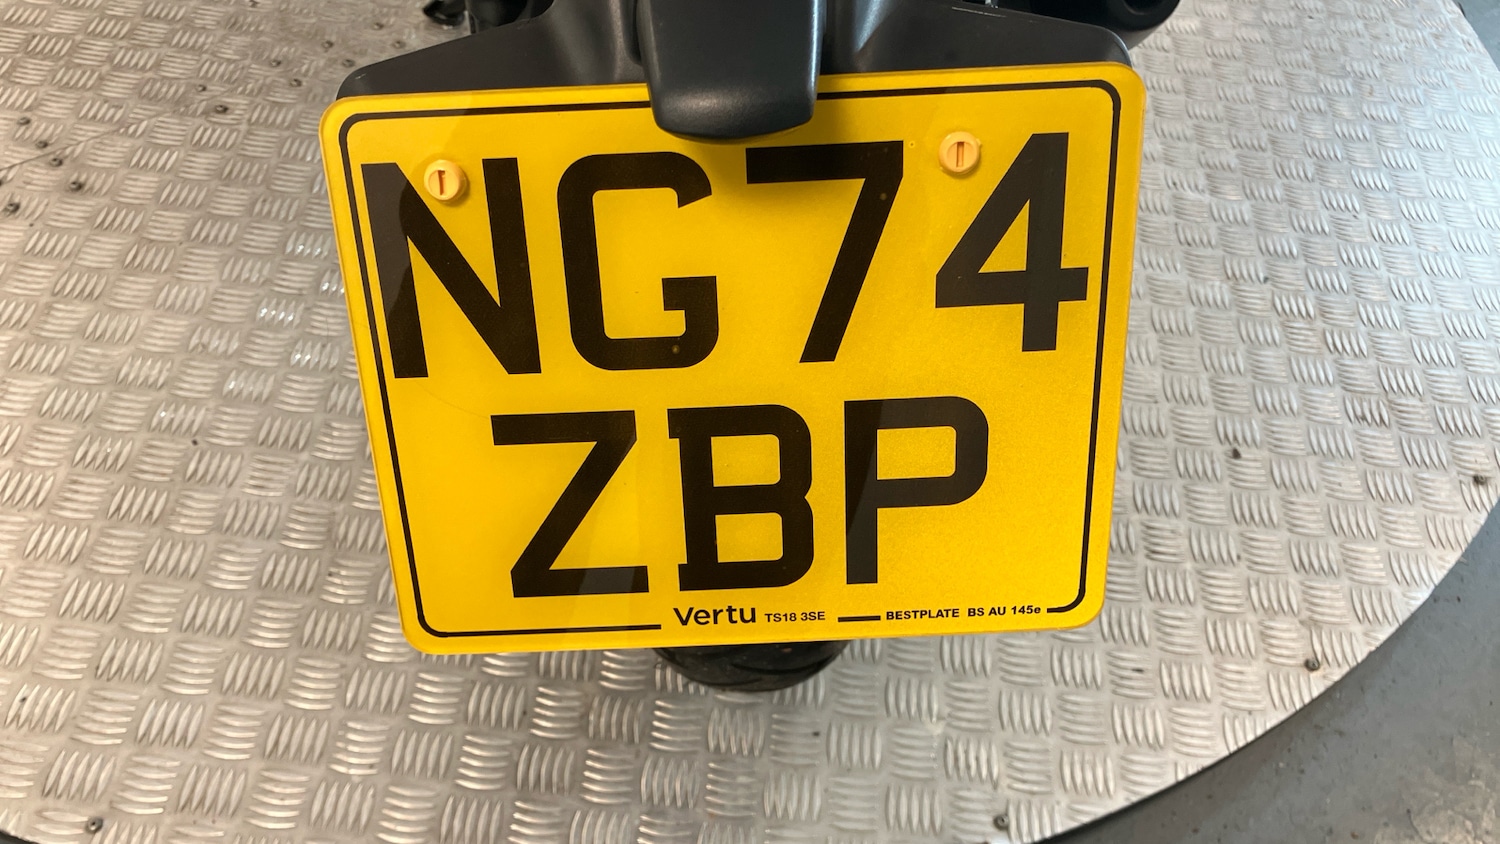 NG74
ZBP
Vertu TS18 3SE BESTPLATE BS AU 145e